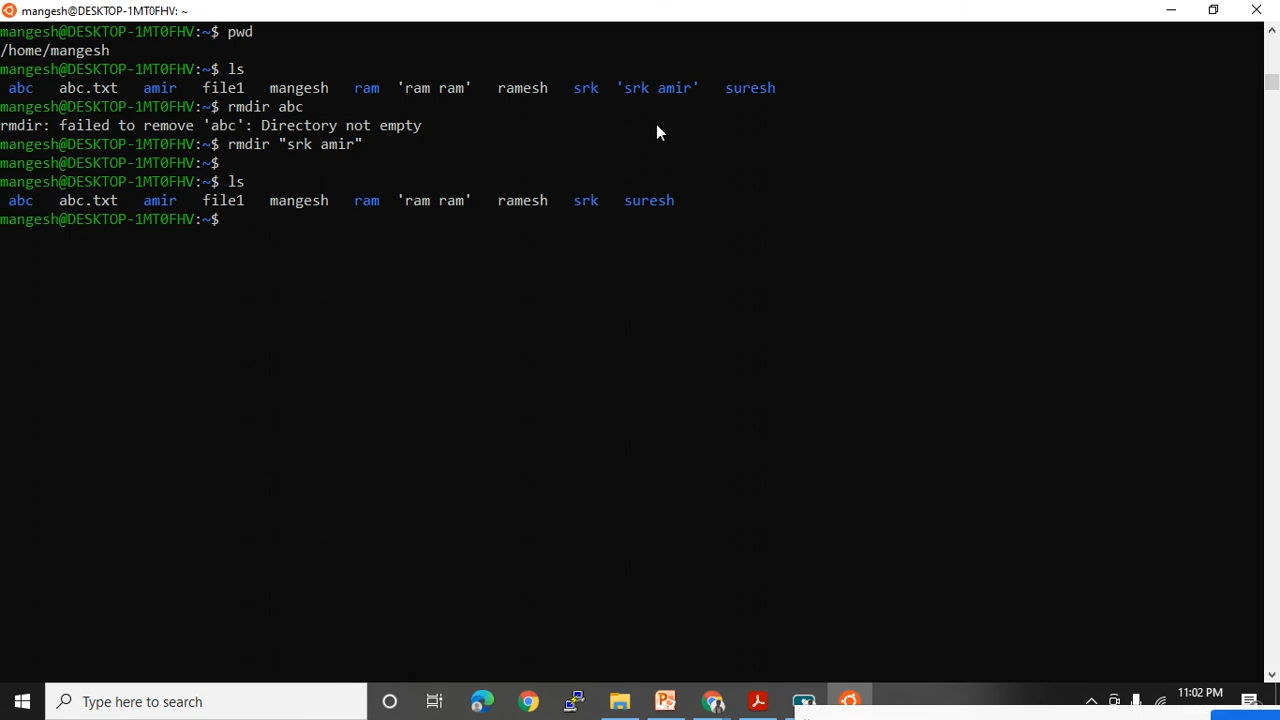 mangesh@DESKTOP-1MT0FHV: ~
mangesh@DESKTOP-1MT0FHV:~$ pwd
/home/mangesh
mangesh@DESKTOP-1MT0FHV:~$ ls
abc abc.txt amir file1 mangesh ram 'ram ram' ramesh srk 'srk amir' suresh
mangesh@DESKTOP-1MT0FHV:~$ rmdir abc
rmdir: failed to remove 'abc': Directory not empty
mangesh@DESKTOP-1MT0FHV:~$ rmdir "srk amir"
mangesh@DESKTOP-1MT0FHV:~$
mangesh@DESKTOP-1MT0FHV:~$ ls
abc abc.txt amir file1 mangesh ram 'ram ram' ramesh srk suresh
mangesh@DESKTOP-1MT0FHV:~$
Type here to search
11:02 PM